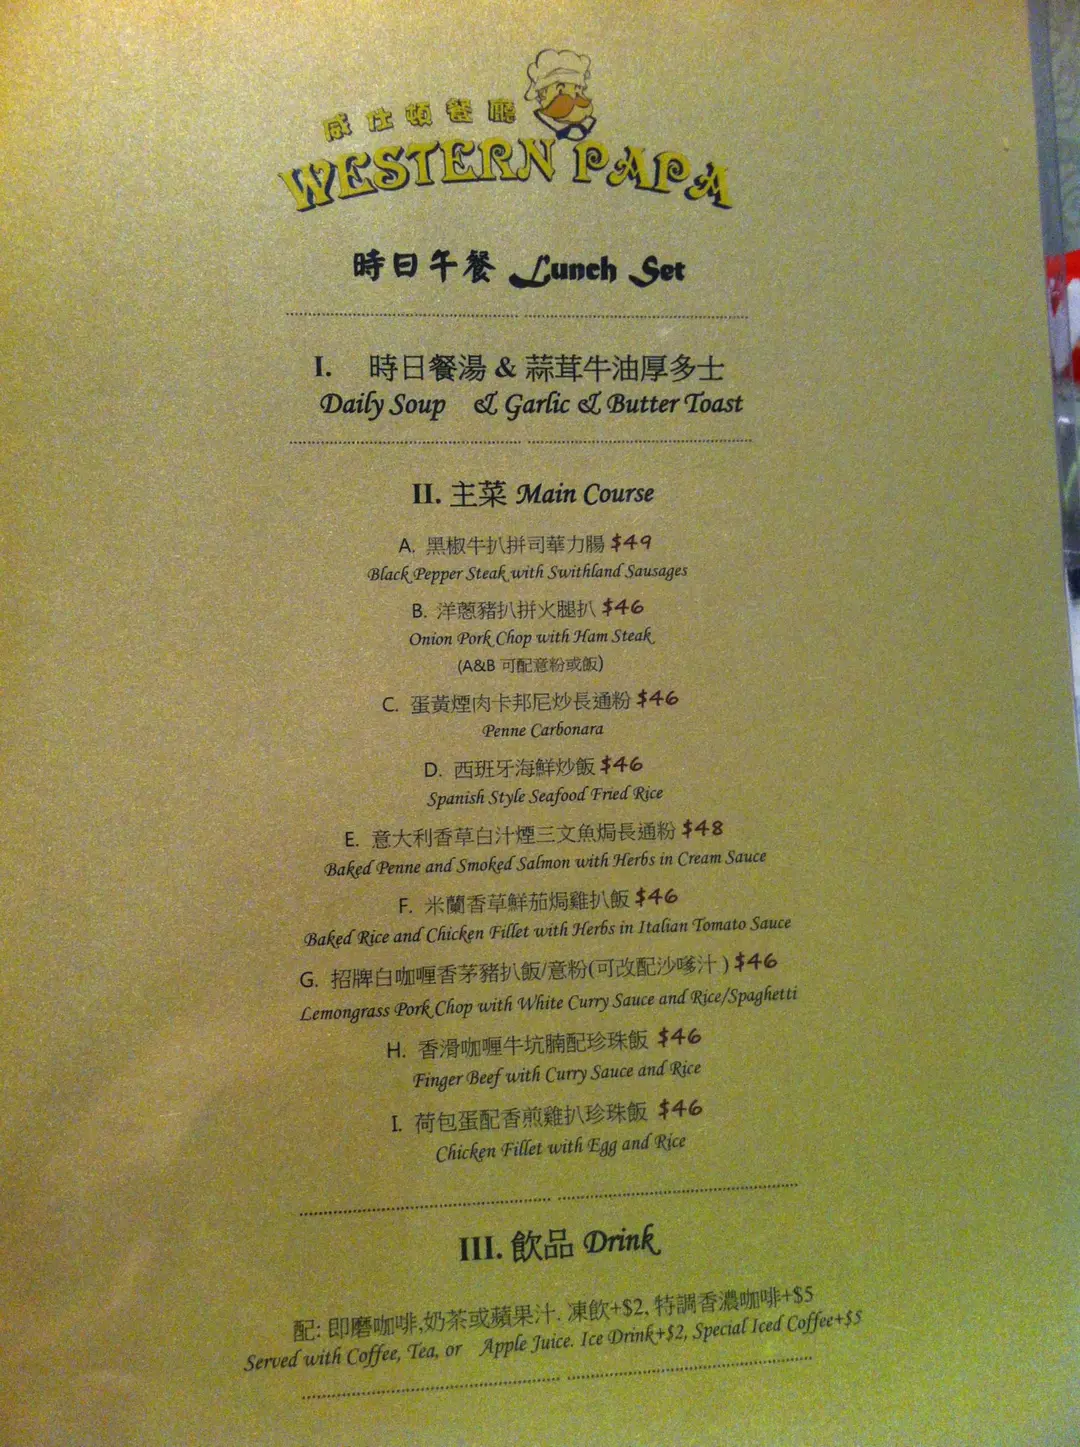 威仕頓餐廳
WESTERN PAPA
時日午餐 Lunch Set
I. 時日餐湯 & 蒜茸牛油厚多士
Daily Soup & Garlic & Butter Toast
II. 主菜 Main Course
A. 黑椒牛扒拼司華力腸 $49
Black Pepper Steak with Swithland Sausages
B. 洋蔥豬扒拼火腿扒 $46
Onion Pork Chop with Ham Steak
(A&B 可配意粉或飯)
C. 蛋黃煙肉卡邦尼炒長通粉 $46
Penne Carbonara
D. 西班牙海鮮炒飯 $46
Spanish Style Seafood Fried Rice
E. 意大利香草白汁煙三文魚焗長通粉 $48
Baked Penne and Smoked Salmon with Herbs in Cream Sauce
F. 米蘭香草鮮茄焗雞扒飯 $46
Baked Rice and Chicken Fillet with Herbs in Italian Tomato Sauce
G. 招牌白咖喱香茅豬扒飯/意粉(可改配沙嗲汁) $46
Lemongrass Pork Chop with White Curry Sauce and Rice/Spaghetti
H. 香滑咖喱牛坑腩配珍珠飯 $46
Finger Beef with Curry Sauce and Rice
I. 荷包蛋配香煎雞扒珍珠飯 $46
Chicken Fillet with Egg and Rice
III. 飲品 Drink
配: 即磨咖啡,奶茶或蘋果汁. 凍飲+$2, 特調香濃咖啡+$5
Served with Coffee, Tea, or Apple Juice. Ice Drink+$2, Special Iced Coffee+$5